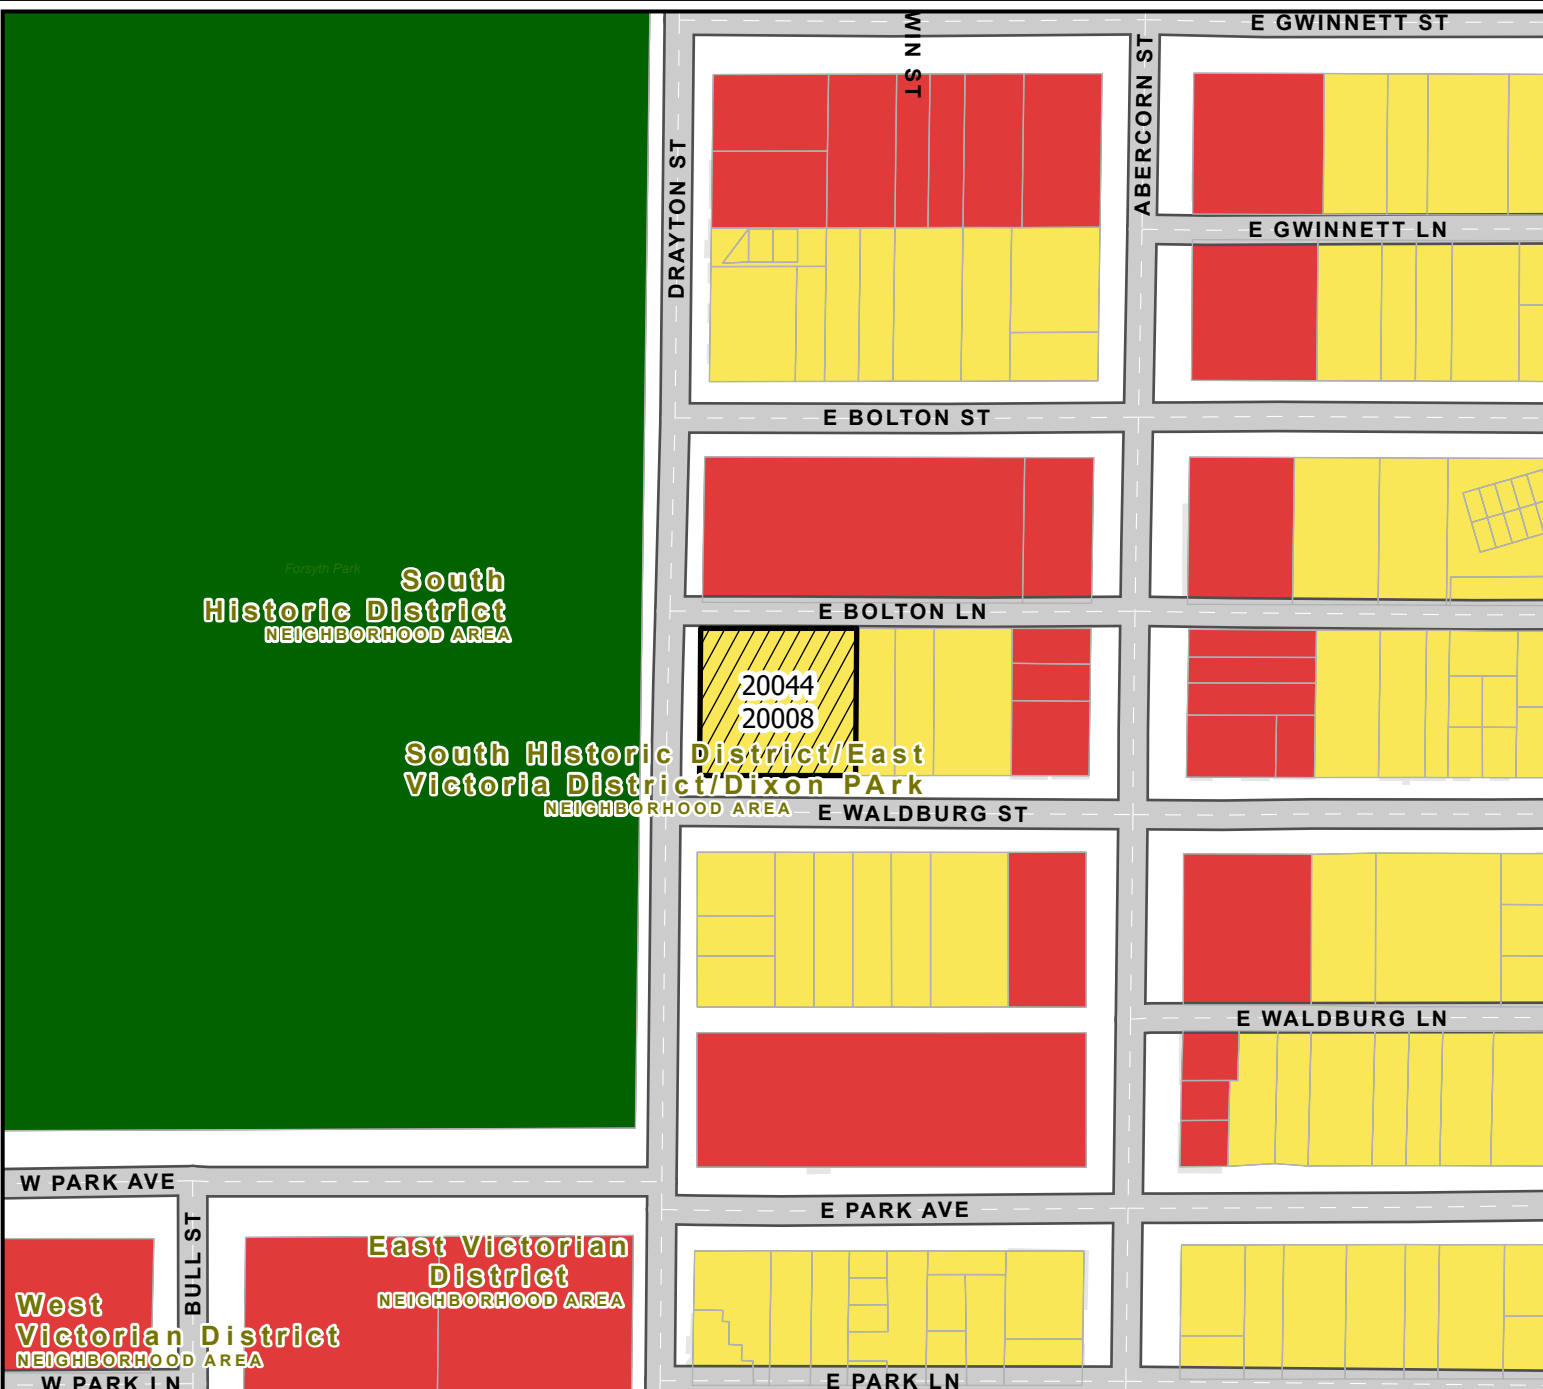 E GWINNETT ST
WIN ST
ABERCORN ST
DRAYTON ST
E GWINNETT LN
E BOLTON ST
Forsyth Park
South
Historic District
NEIGHBORHOOD AREA
E BOLTON LN
20044
20008
South Historic District/East
Victoria District/Dixon PArk
NEIGHBORHOOD AREA
E WALDBURG ST
E WALDBURG LN
W PARK AVE
E PARK AVE
BULL ST
East Victorian
District
NEIGHBORHOOD AREA
West
Victorian District
NEIGHBORHOOD AREA
W PARK LN
E PARK LN